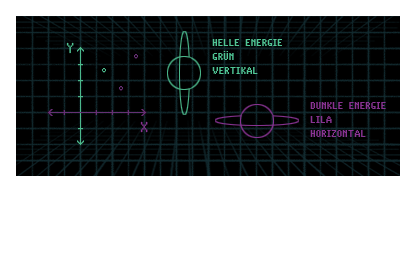 Y
X
HELLE ENERGIE
GRÜN
VERTIKAL
DUNKLE ENERGIE
LILA
HORIZONTAL